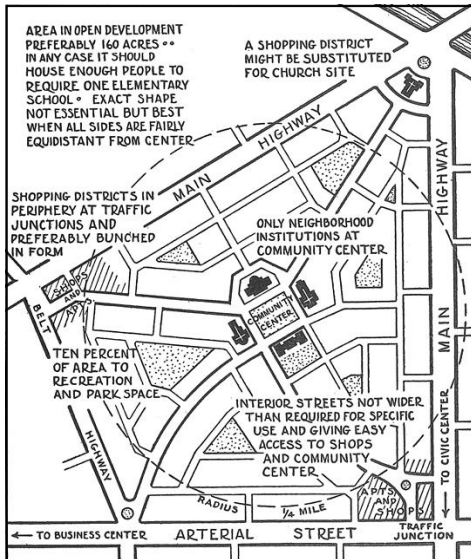 AREA IN OPEN DEVELOPMENT
PREFERABLY 160 ACRES • •
IN ANY CASE IT SHOULD
HOUSE ENOUGH PEOPLE TO
REQUIRE ONE ELEMENTARY
SCHOOL • EXACT SHAPE
NOT ESSENTIAL BUT BEST
WHEN ALL SIDES ARE FAIRLY
EQUIDISTANT FROM CENTER
A SHOPPING DISTRICT
MIGHT BE SUBSTITUTED
FOR CHURCH SITE
MAIN HIGHWAY
HIGHWAY
MAIN
SHOPPING DISTRICTS IN
PERIPHERY AT TRAFFIC
JUNCTIONS AND
PREFERABLY BUNCHED
IN FORM
ONLY NEIGHBORHOOD
INSTITUTIONS AT
COMMUNITY CENTER
SHOPS
AND
APTS
BELT
HIGHWAY
COMMUNITY
CENTER
TEN PERCENT
OF AREA TO
RECREATION
AND PARK SPACE
INTERIOR STREETS NOT WIDER
THAN REQUIRED FOR SPECIFIC
USE AND GIVING EASY
ACCESS TO SHOPS
AND COMMUNITY
CENTER
TO CIVIC CENTER
RADIUS 1/4 MILE
APTS
AND
SHOPS
← TO BUSINESS CENTER ARTERIAL STREET
TRAFFIC
JUNCTION